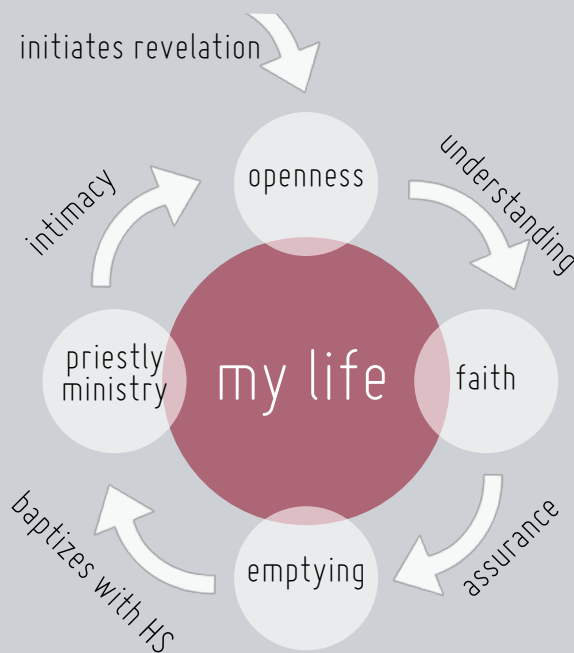 initiates revelation
openness
understanding
intimacy
priestly
ministry
my life
faith
emptying
assurance
baptizes with HS